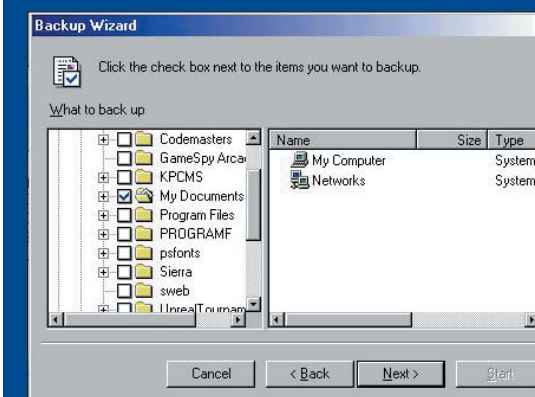 Backup Wizard
Click the check box next to the items you want to backup.
What to back up
Codemasters
GameSpy Arca
KPCMS
My Documents
Program Files
PROGRAMF
psfonts
Sierra
sweb
UnrealTournam
Name Size Type
My Computer System
Networks System
Cancel < Back Next > Start